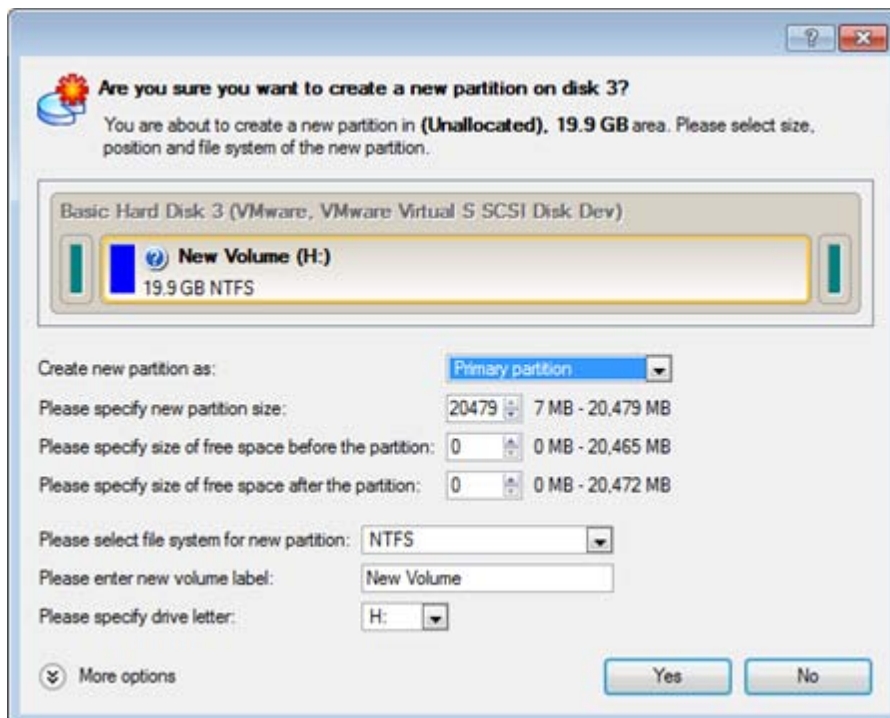 Are you sure you want to create a new partition on disk 3?
You are about to create a new partition in (Unallocated), 19.9 GB area. Please select size,
position and file system of the new partition.
Basic Hard Disk 3 (VMware, VMware Virtual S SCSI Disk Dev)
New Volume (H:)
19.9 GB NTFS
Create new partition as: Primary partition
Please specify new partition size: 20479 7 MB - 20,479 MB
Please specify size of free space before the partition: 0 0 MB - 20,465 MB
Please specify size of free space after the partition: 0 0 MB - 20,472 MB
Please select file system for new partition: NTFS
Please enter new volume label: New Volume
Please specify drive letter: H:
More options Yes No